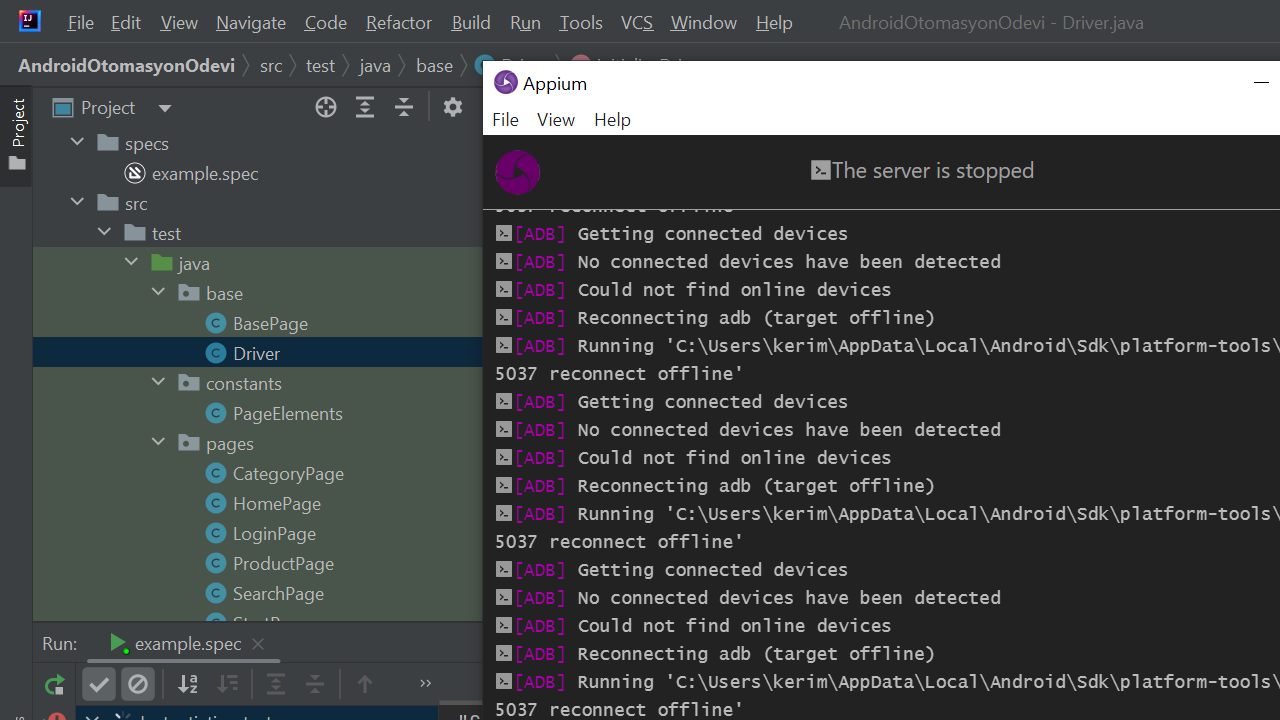 File Edit View Navigate Code Refactor Build Run Tools VCS Window Help AndroidOtomasyonOdevi - Driver.java
AndroidOtomasyonOdevi src test java base
Project
Project
specs
example.spec
src
test
java
base
BasePage
Driver
constants
PageElements
pages
CategoryPage
HomePage
LoginPage
ProductPage
SearchPage
Run: example.spec
Appium
File View Help
The server is stopped
5037 reconnect offline'
[ADB] Getting connected devices
[ADB] No connected devices have been detected
[ADB] Could not find online devices
[ADB] Reconnecting adb (target offline)
[ADB] Running 'C:\Users\kerim\AppData\Local\Android\Sdk\platform-tools\
5037 reconnect offline'
[ADB] Getting connected devices
[ADB] No connected devices have been detected
[ADB] Could not find online devices
[ADB] Reconnecting adb (target offline)
[ADB] Running 'C:\Users\kerim\AppData\Local\Android\Sdk\platform-tools\
5037 reconnect offline'
[ADB] Getting connected devices
[ADB] No connected devices have been detected
[ADB] Could not find online devices
[ADB] Reconnecting adb (target offline)
[ADB] Running 'C:\Users\kerim\AppData\Local\Android\Sdk\platform-tools\
5037 reconnect offline'